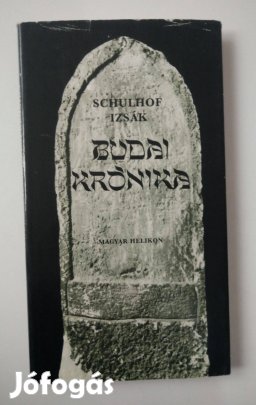 SCHULHOF
IZSÁK
BUDAI
KRÓNIKA
MAGYAR HELIKON
Jófogás